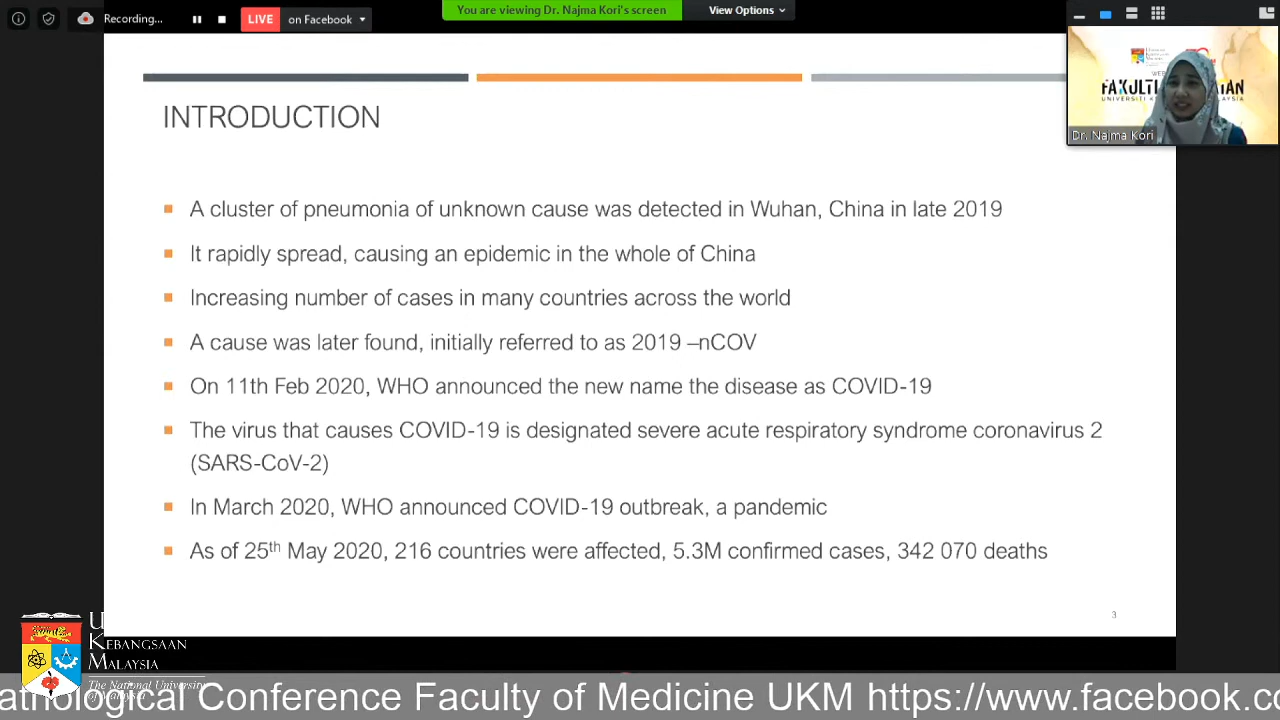 Recording...
LIVE
on Facebook
You are viewing Dr. Najma Kori's screen
View Options
INTRODUCTION
A cluster of pneumonia of unknown cause was detected in Wuhan, China in late 2019
It rapidly spread, causing an epidemic in the whole of China
Increasing number of cases in many countries across the world
A cause was later found, initially referred to as 2019 –nCOV
On 11th Feb 2020, WHO announced the new name the disease as COVID-19
The virus that causes COVID-19 is designated severe acute respiratory syndrome coronavirus 2
(SARS-CoV-2)
In March 2020, WHO announced COVID-19 outbreak, a pandemic
As of 25th May 2020, 216 countries were affected, 5.3M confirmed cases, 342 070 deaths
3
FAKULTI
Dr. Najma Kori
U
KEBANGSAAN
MALAYSIA
The National University
of Malaysia
athological Conference Faculty of Medicine UKM https://www.facebook.co